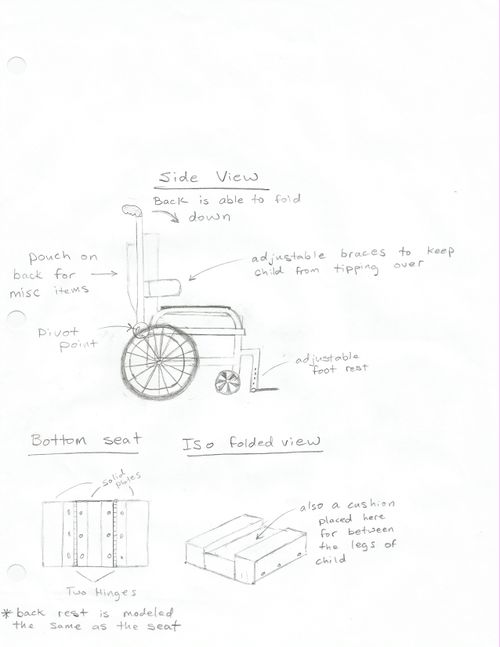 Side View
Back is able to fold
down
pouch on
back for
misc items
adjustable braces to keep
child from tipping over
pivot
point
adjustable
foot rest
Bottom seat
Iso folded view
solid
plates
also a cushion
placed here
for between
the legs of
child
Two Hinges
* back rest is modeled
the same as the seat